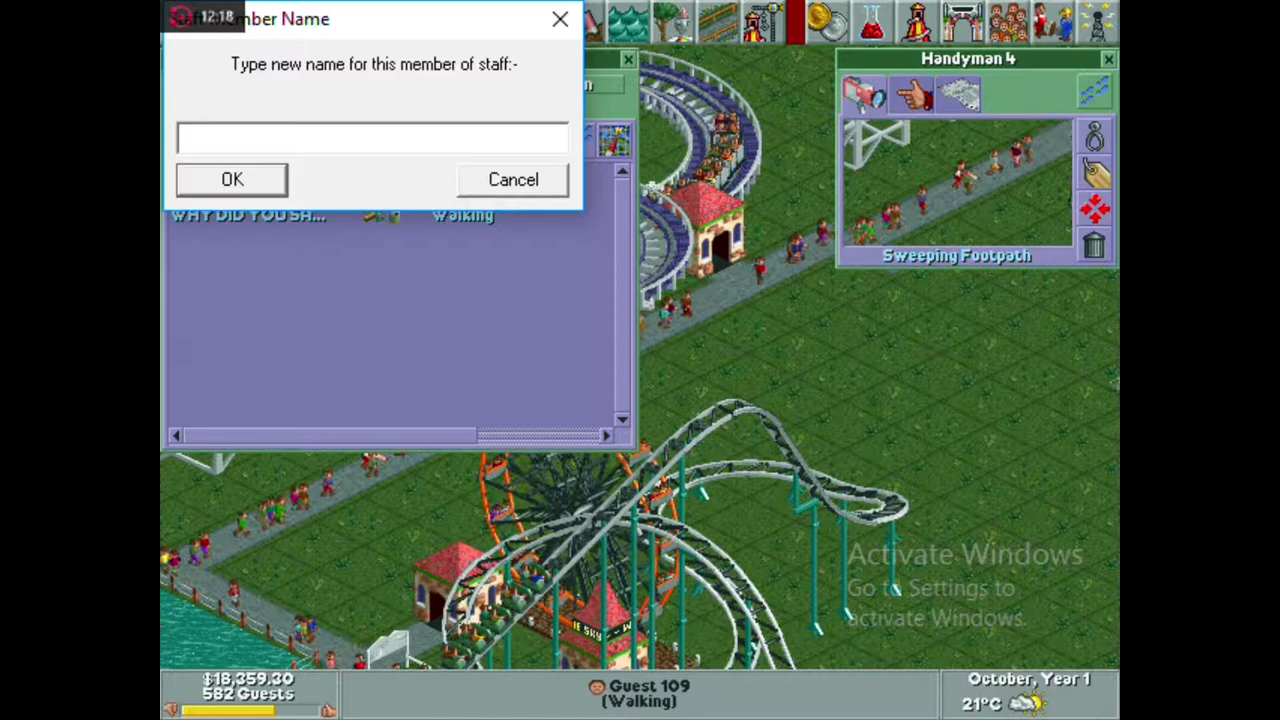 12:18
Member Name
Type new name for this member of staff:-
OK
Cancel
WHY DID YOU SA...
Walking
Handyman 4
Sweeping Footpath
Activate Windows
Go to Settings to
activate Windows.
$18,359.30
582 Guests
Guest 109
(Walking)
October, Year 1
21°C